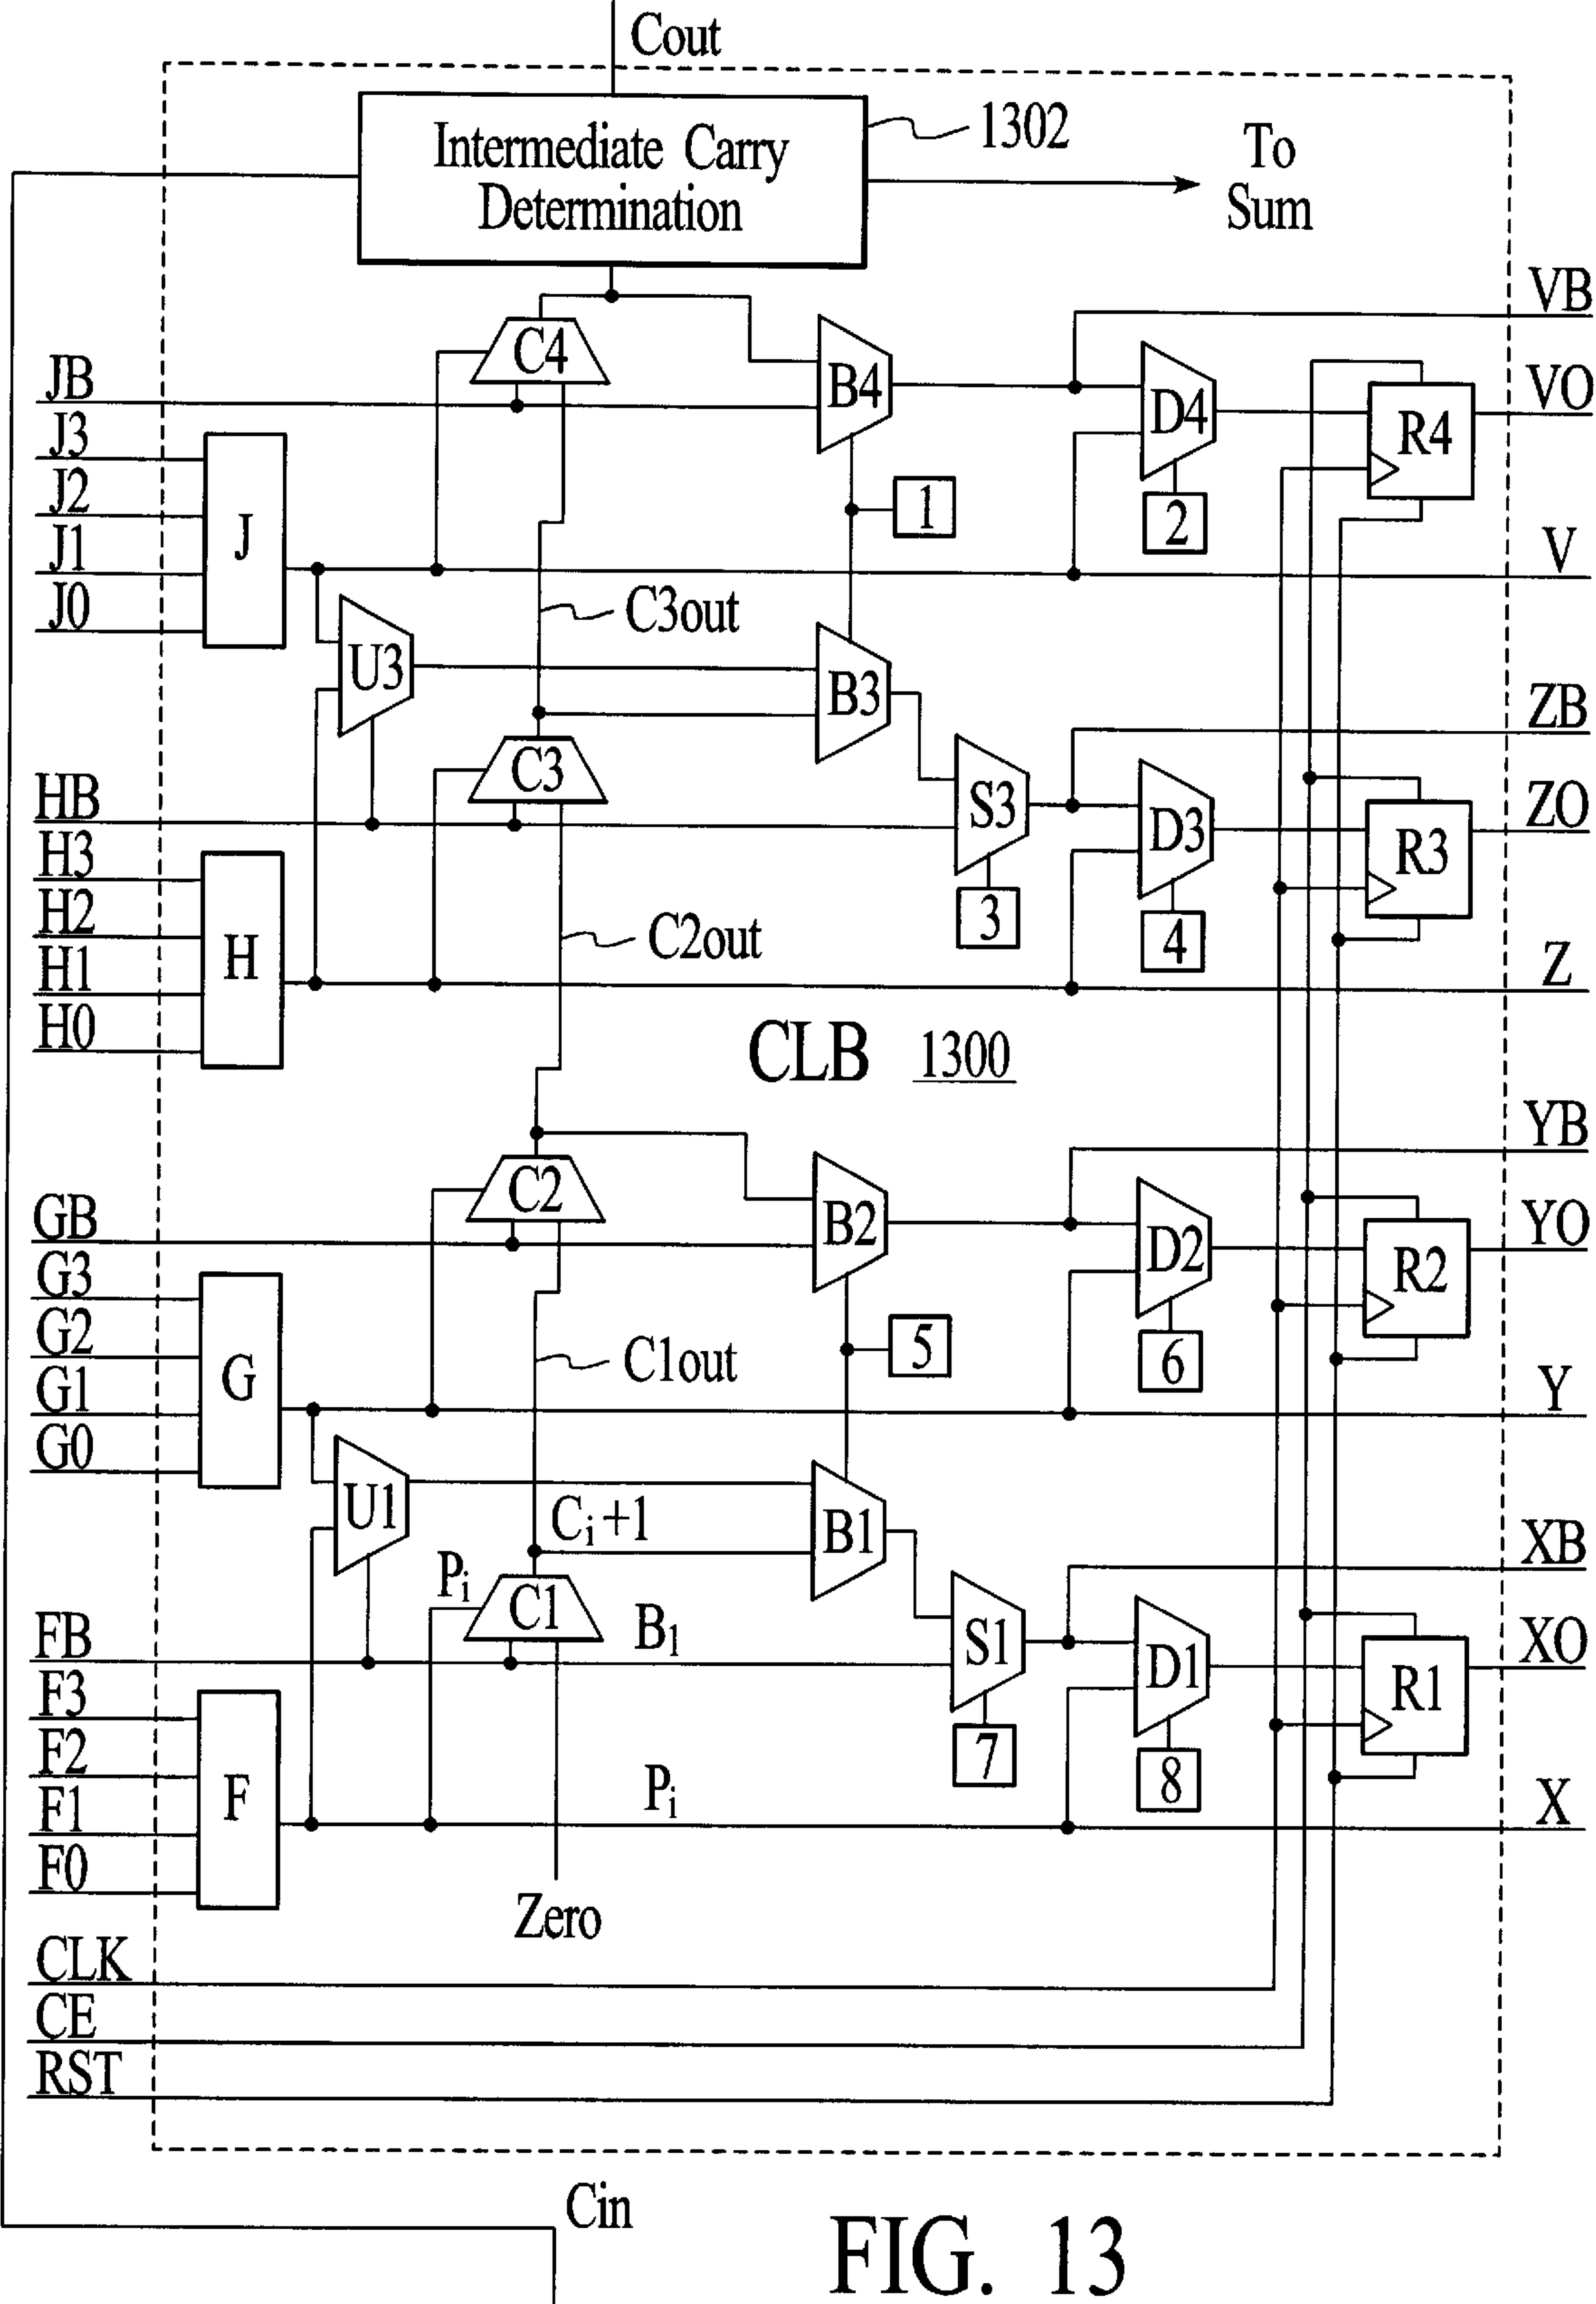 Cout
Intermediate Carry
Determination
1302
To
Sum
VB
C4
JB
B4
D4
VO
J3
R4
J2
1
2
J
J1
V
J0
C3out
U3
B3
ZB
C3
HB
S3
D3
ZO
H3
R3
H2
C2out
3
4
H
H1
Z
H0
CLB 1300
YB
C2
GB
B2
D2
YO
G3
R2
G2
C1out
5
6
G
G1
Y
G0
U1
Ci+1
B1
XB
Pi
C1
FB
B1
S1
D1
XO
F3
R1
F2
7
8
F
Pi
F1
X
F0
Zero
CLK
CE
RST
Cin
FIG. 13